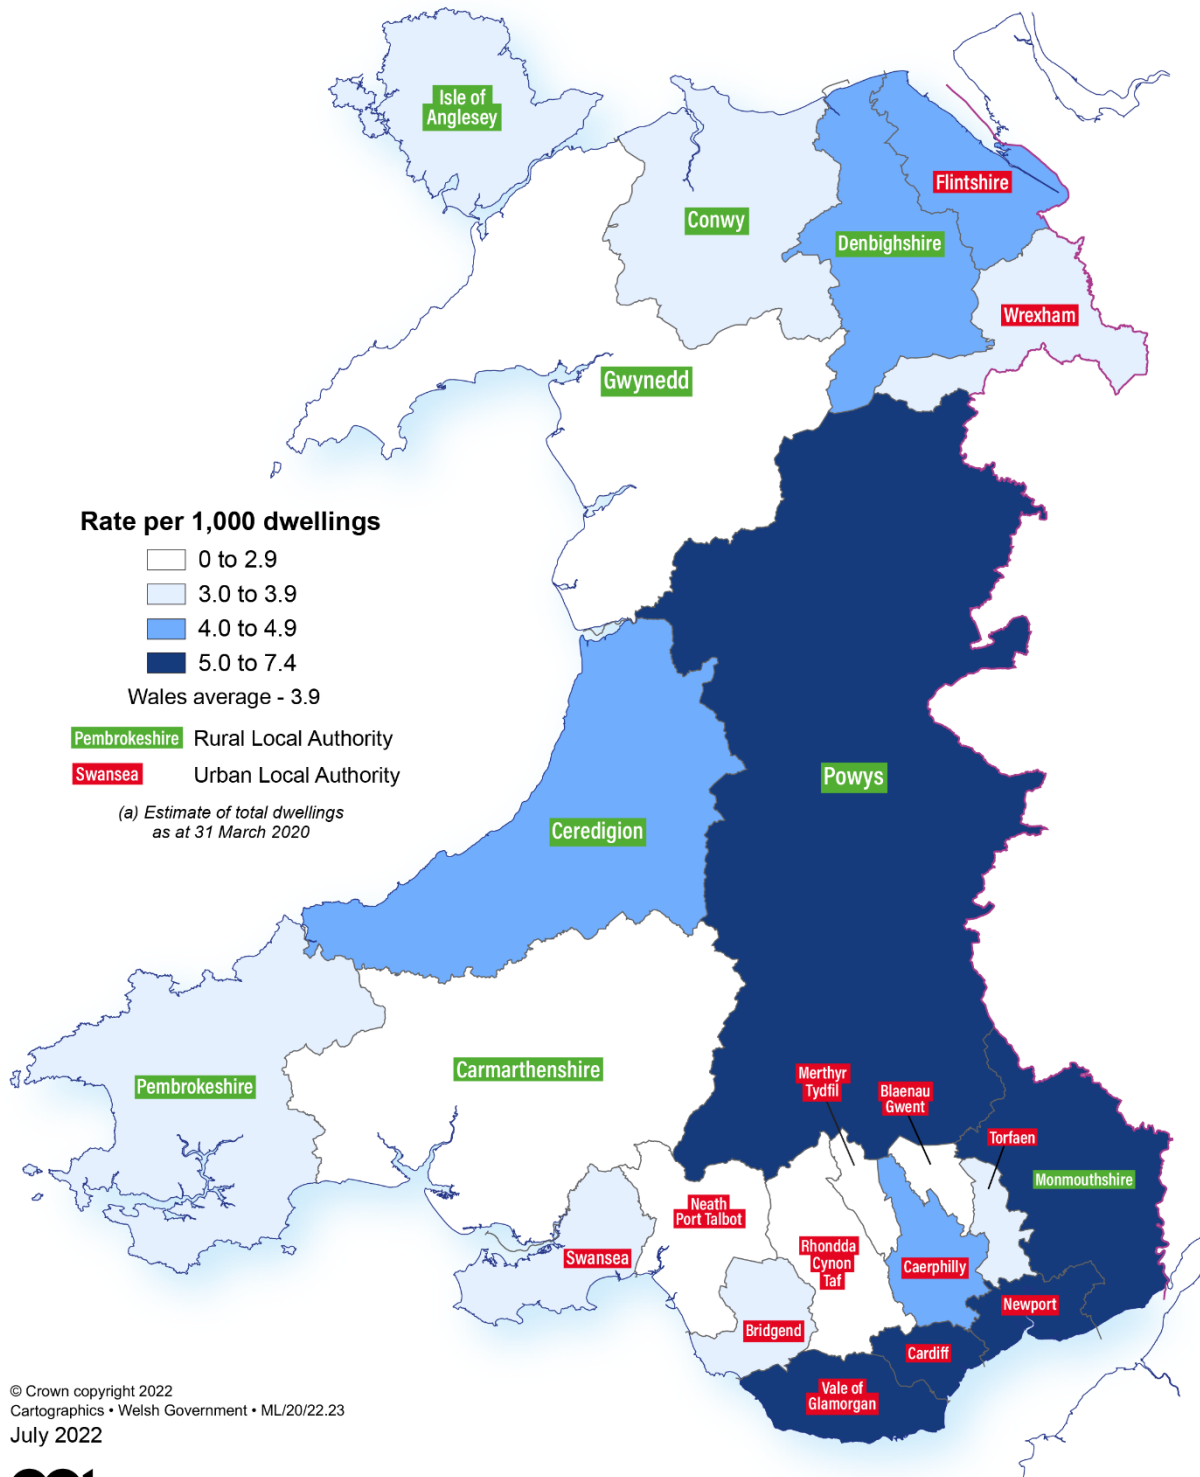 Isle of
Anglesey
Flintshire
Conwy
Denbighshire
Wrexham
Gwynedd
Rate per 1,000 dwellings
0 to 2.9
3.0 to 3.9
4.0 to 4.9
5.0 to 7.4
Wales average - 3.9
Pembrokeshire Rural Local Authority
Swansea Urban Local Authority
(a) Estimate of total dwellings
as at 31 March 2020
Powys
Ceredigion
Carmarthenshire
Pembrokeshire
Merthyr
Tydfil
Blaenau
Gwent
Torfaen
Monmouthshire
Neath
Port Talbot
Rhondda
Cynon
Taf
Swansea
Caerphilly
Newport
Bridgend
Cardiff
Vale of
Glamorgan
© Crown copyright 2022
Cartographics • Welsh Government • ML/20/22.23
July 2022